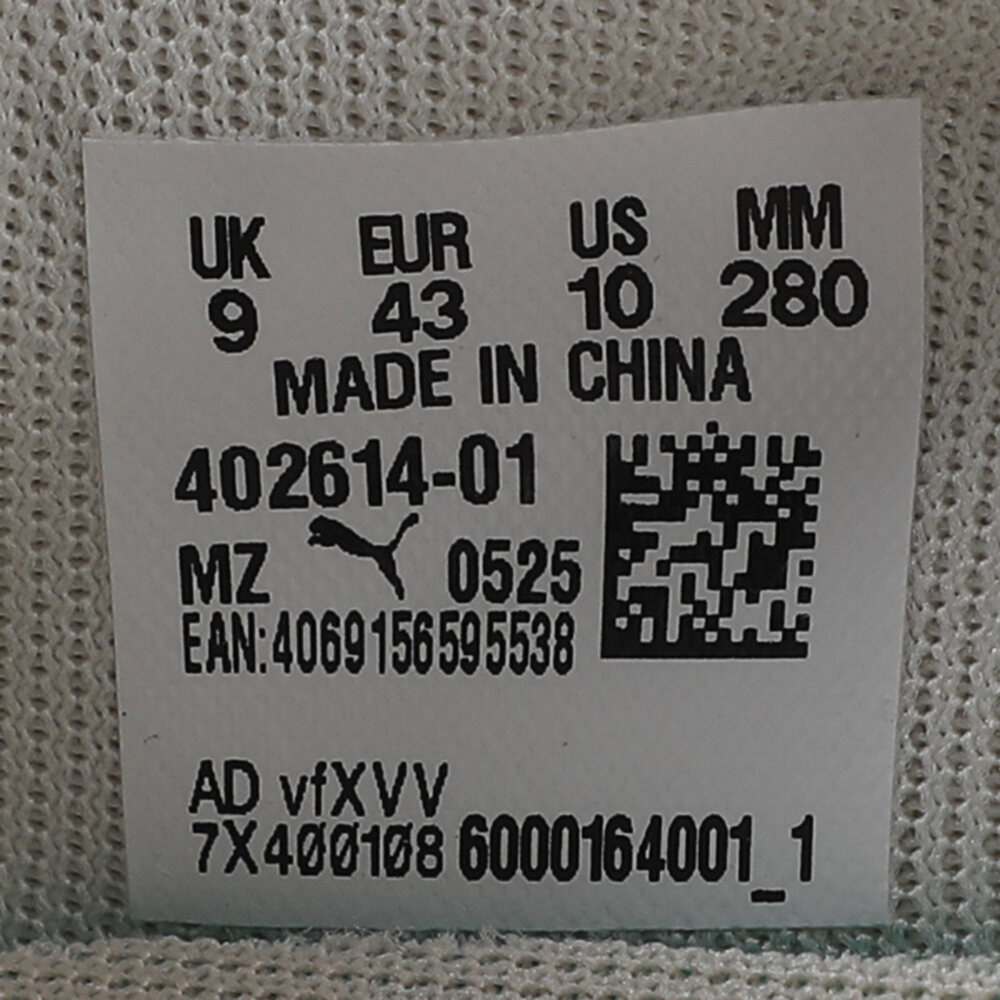 UK EUR US MM
9 43 10 280
MADE IN CHINA
402614-01
MZ 0525
EAN:4069156595538
AD vfXVV
7X400108 6000164001_1